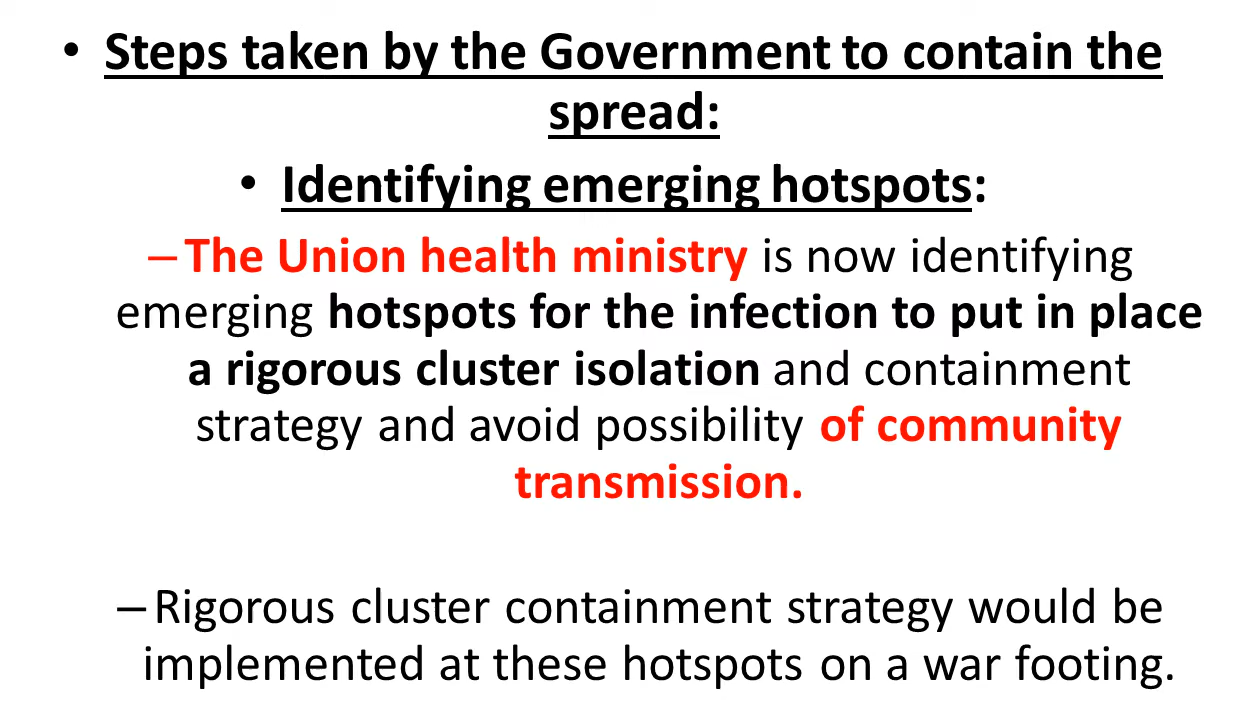 • Steps taken by the Government to contain the
spread:
• Identifying emerging hotspots:
– The Union health ministry is now identifying
emerging hotspots for the infection to put in place
a rigorous cluster isolation and containment
strategy and avoid possibility of community
transmission.
– Rigorous cluster containment strategy would be
implemented at these hotspots on a war footing.